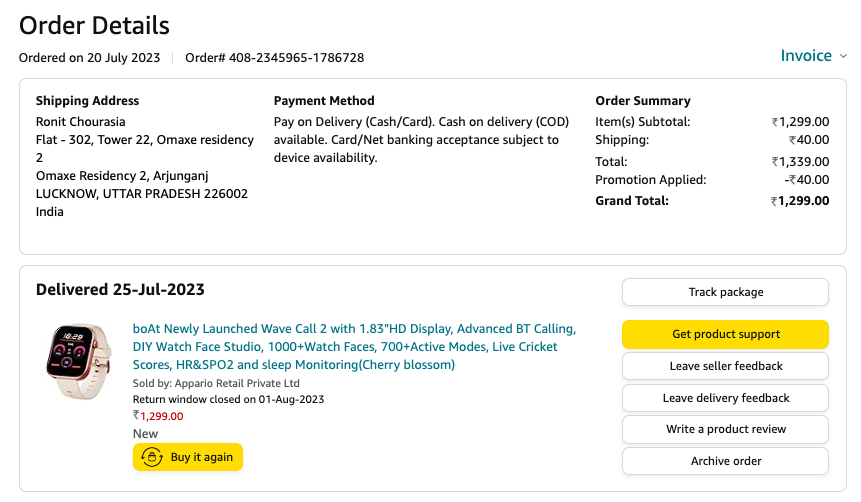 Order Details
Ordered on 20 July 2023
Order# 408-2345965-1786728
Invoice
Shipping Address
Ronit Chourasia
Flat - 302, Tower 22, Omaxe residency
2
Omaxe Residency 2, Arjunganj
LUCKNOW, UTTAR PRADESH 226002
India
Payment Method
Pay on Delivery (Cash/Card). Cash on delivery (COD)
available. Card/Net banking acceptance subject to
device availability.
Order Summary
Item(s) Subtotal: ₹1,299.00
Shipping: ₹40.00
Total: ₹1,339.00
Promotion Applied: -₹40.00
Grand Total: ₹1,299.00
Delivered 25-Jul-2023
16:29
boAt Newly Launched Wave Call 2 with 1.83"HD Display, Advanced BT Calling,
DIY Watch Face Studio, 1000+Watch Faces, 700+Active Modes, Live Cricket
Scores, HR&SPO2 and sleep Monitoring(Cherry blossom)
Sold by: Appario Retail Private Ltd
Return window closed on 01-Aug-2023
₹1,299.00
New
Buy it again
Track package
Get product support
Leave seller feedback
Leave delivery feedback
Write a product review
Archive order